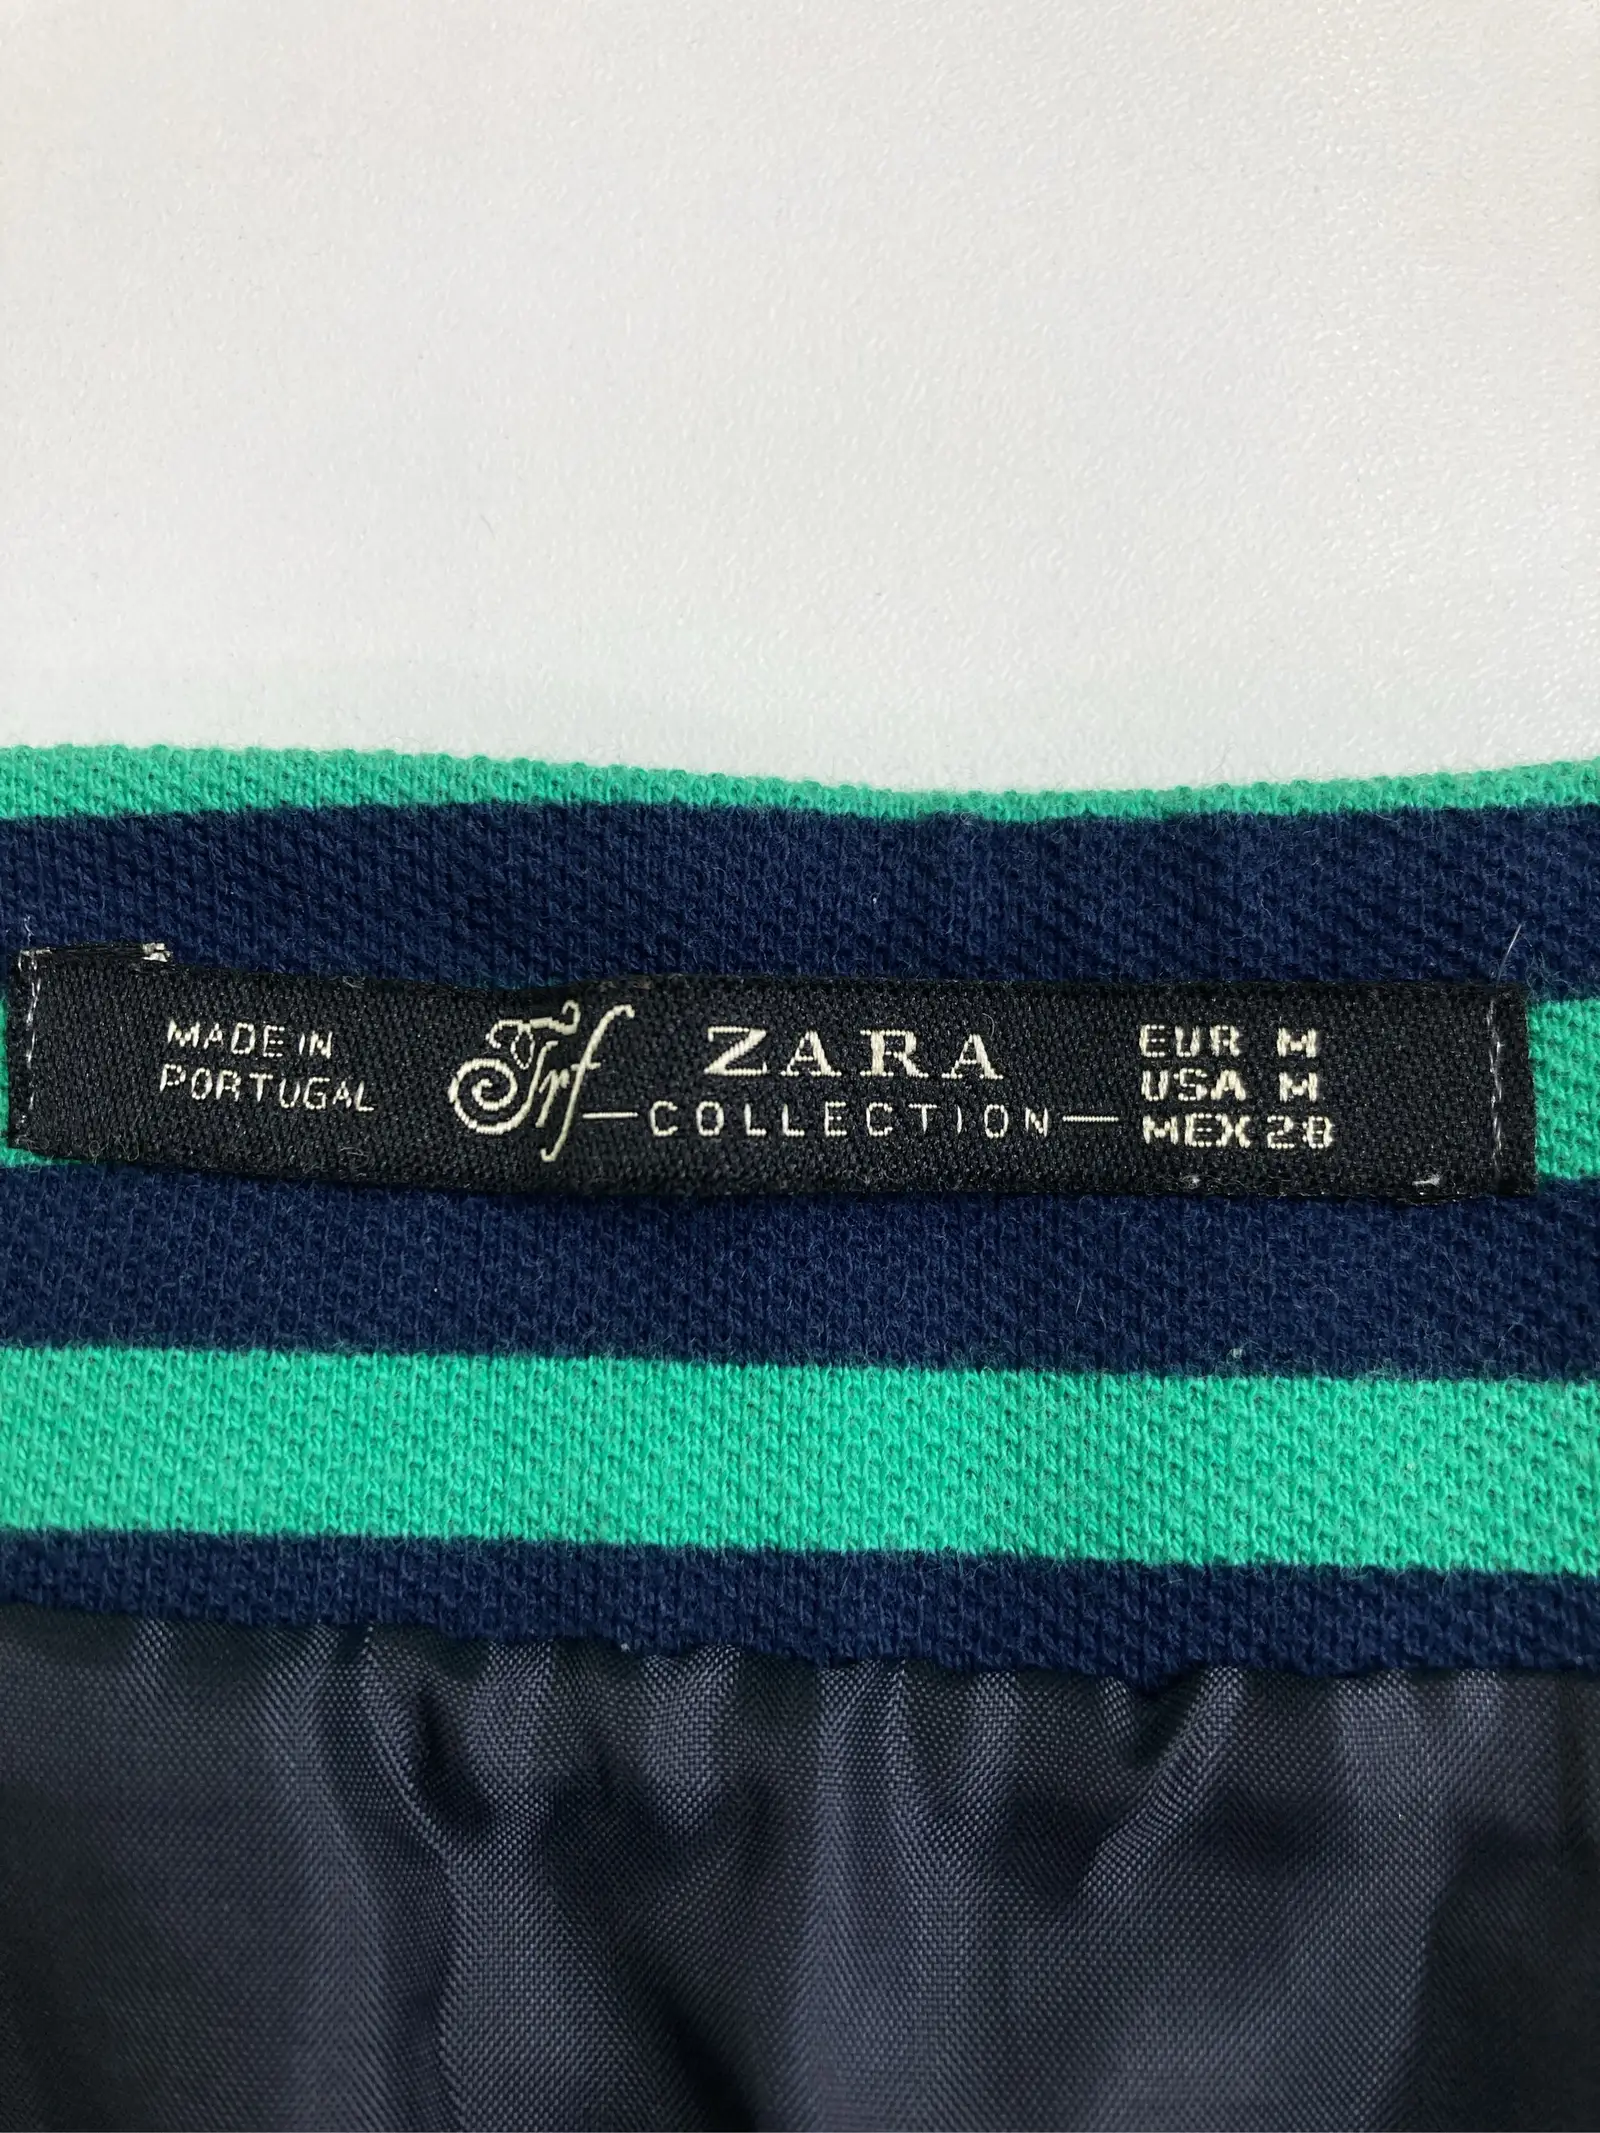 MADE IN
PORTUGAL
Trf
ZARA
COLLECTION
EUR M
USA M
MEX 28